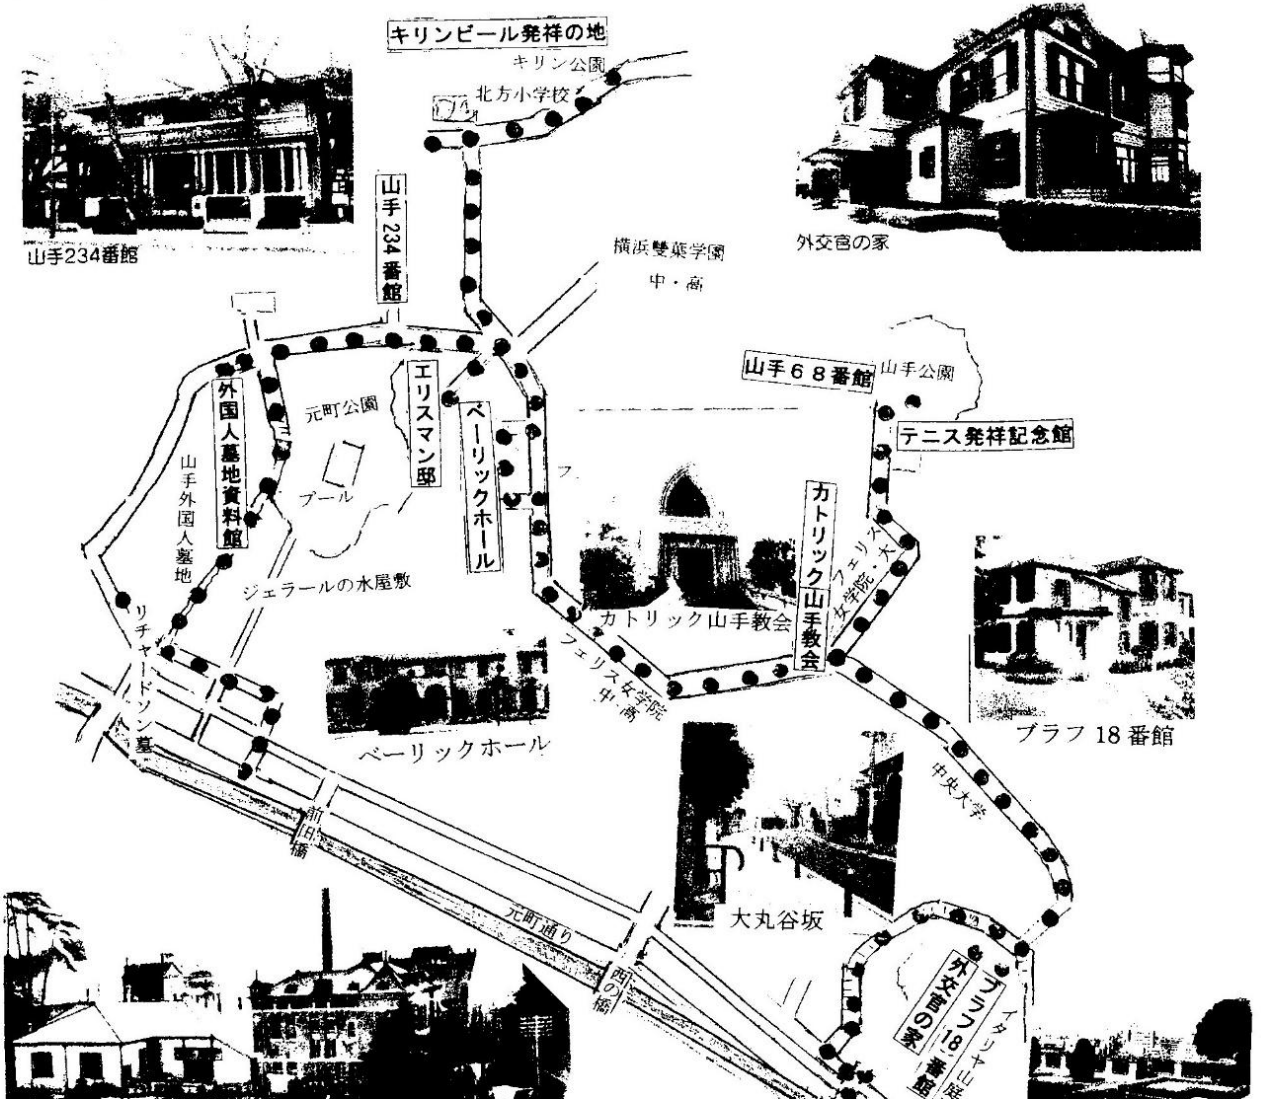 キリンビール発祥の地
キリン公園
北方小学校
山手234番館
山手234番館
外交官の家
横浜雙葉学園
中・高
山手68番館
山手公園
テニス発祥記念館
外国人墓地資料館
元町公園
エリスマン邸
ベーリックホール
プール
山手外国人墓地
ジェラールの水屋敷
フ
カトリック山手教会
カトリック山手教会
フェリス
女学院・大
リチャードソン墓
フェリス女学院
中・高
ベーリックホール
ブラフ18番館
中央大学
前田橋
元町通り
西の橋
大丸谷坂
外交官の家
ブラフ18番館
イタリヤ山庭